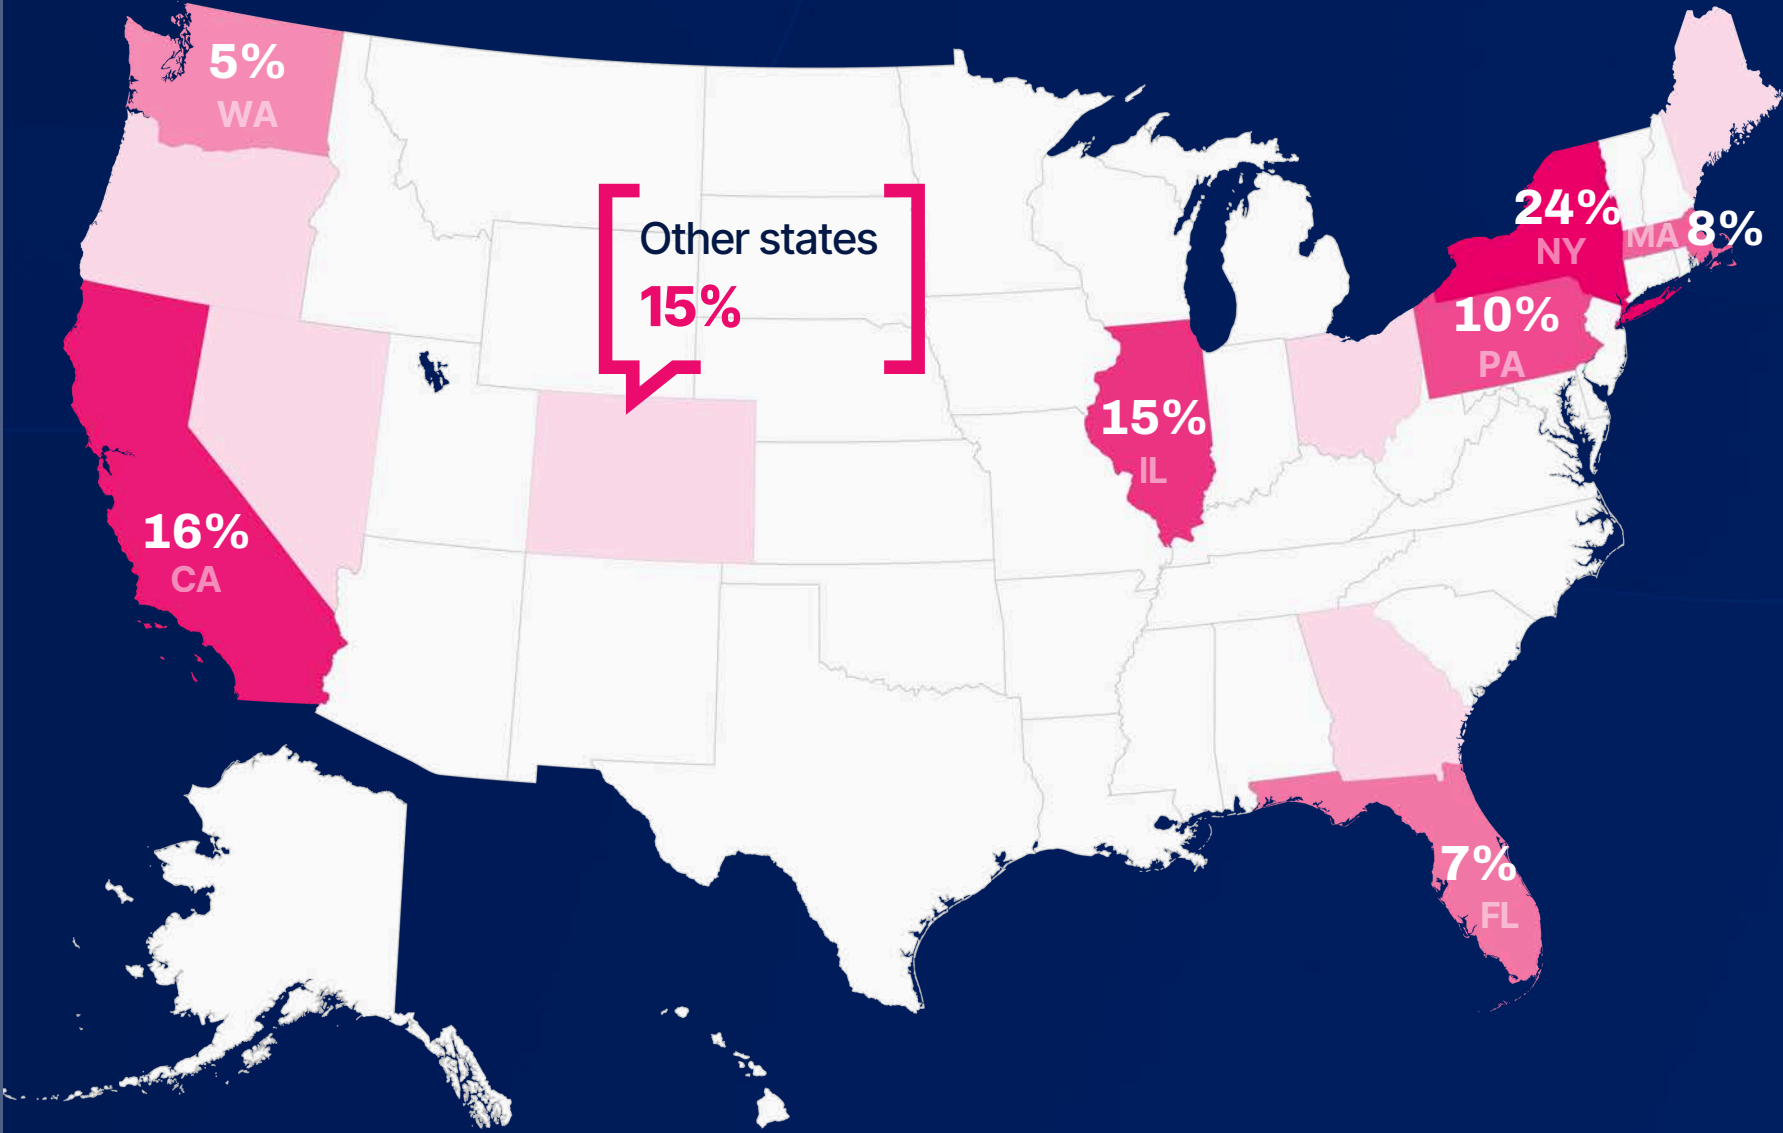 5%
WA
Other states
15%
24%
NY
MA
8%
10%
PA
15%
IL
16%
CA
7%
FL